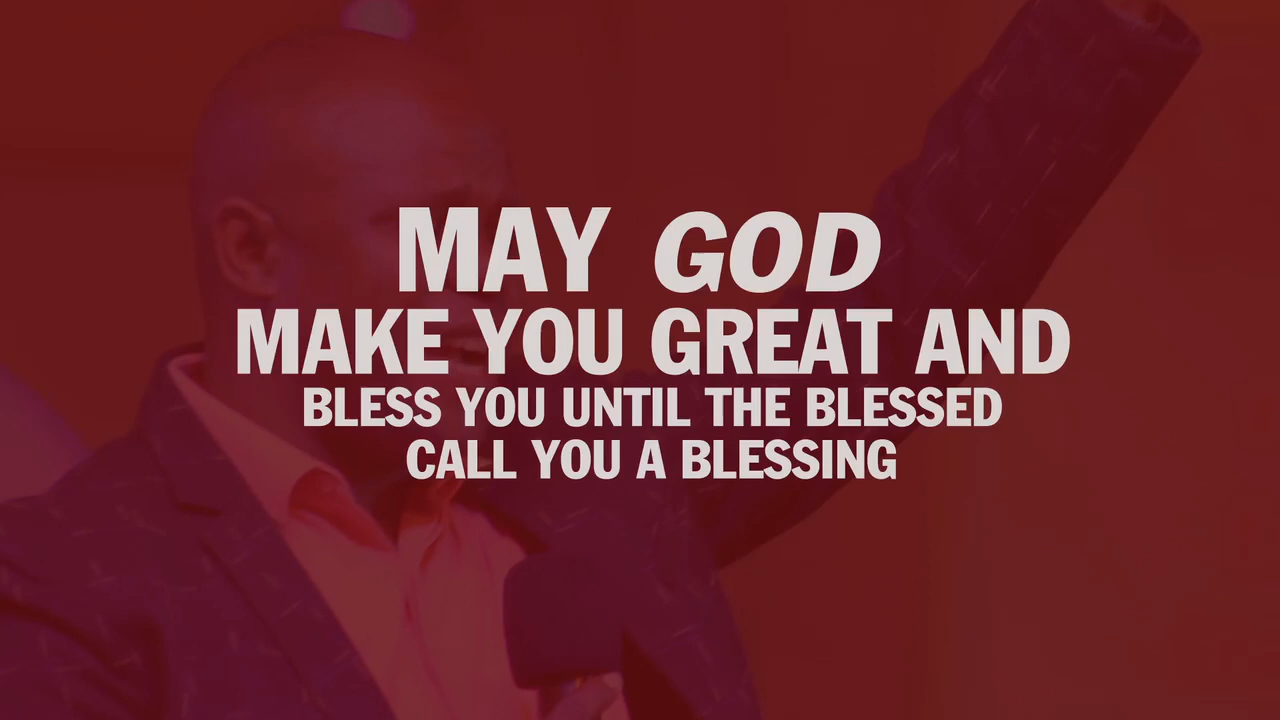 MAY GOD
MAKE YOU GREAT AND
BLESS YOU UNTIL THE BLESSED
CALL YOU A BLESSING